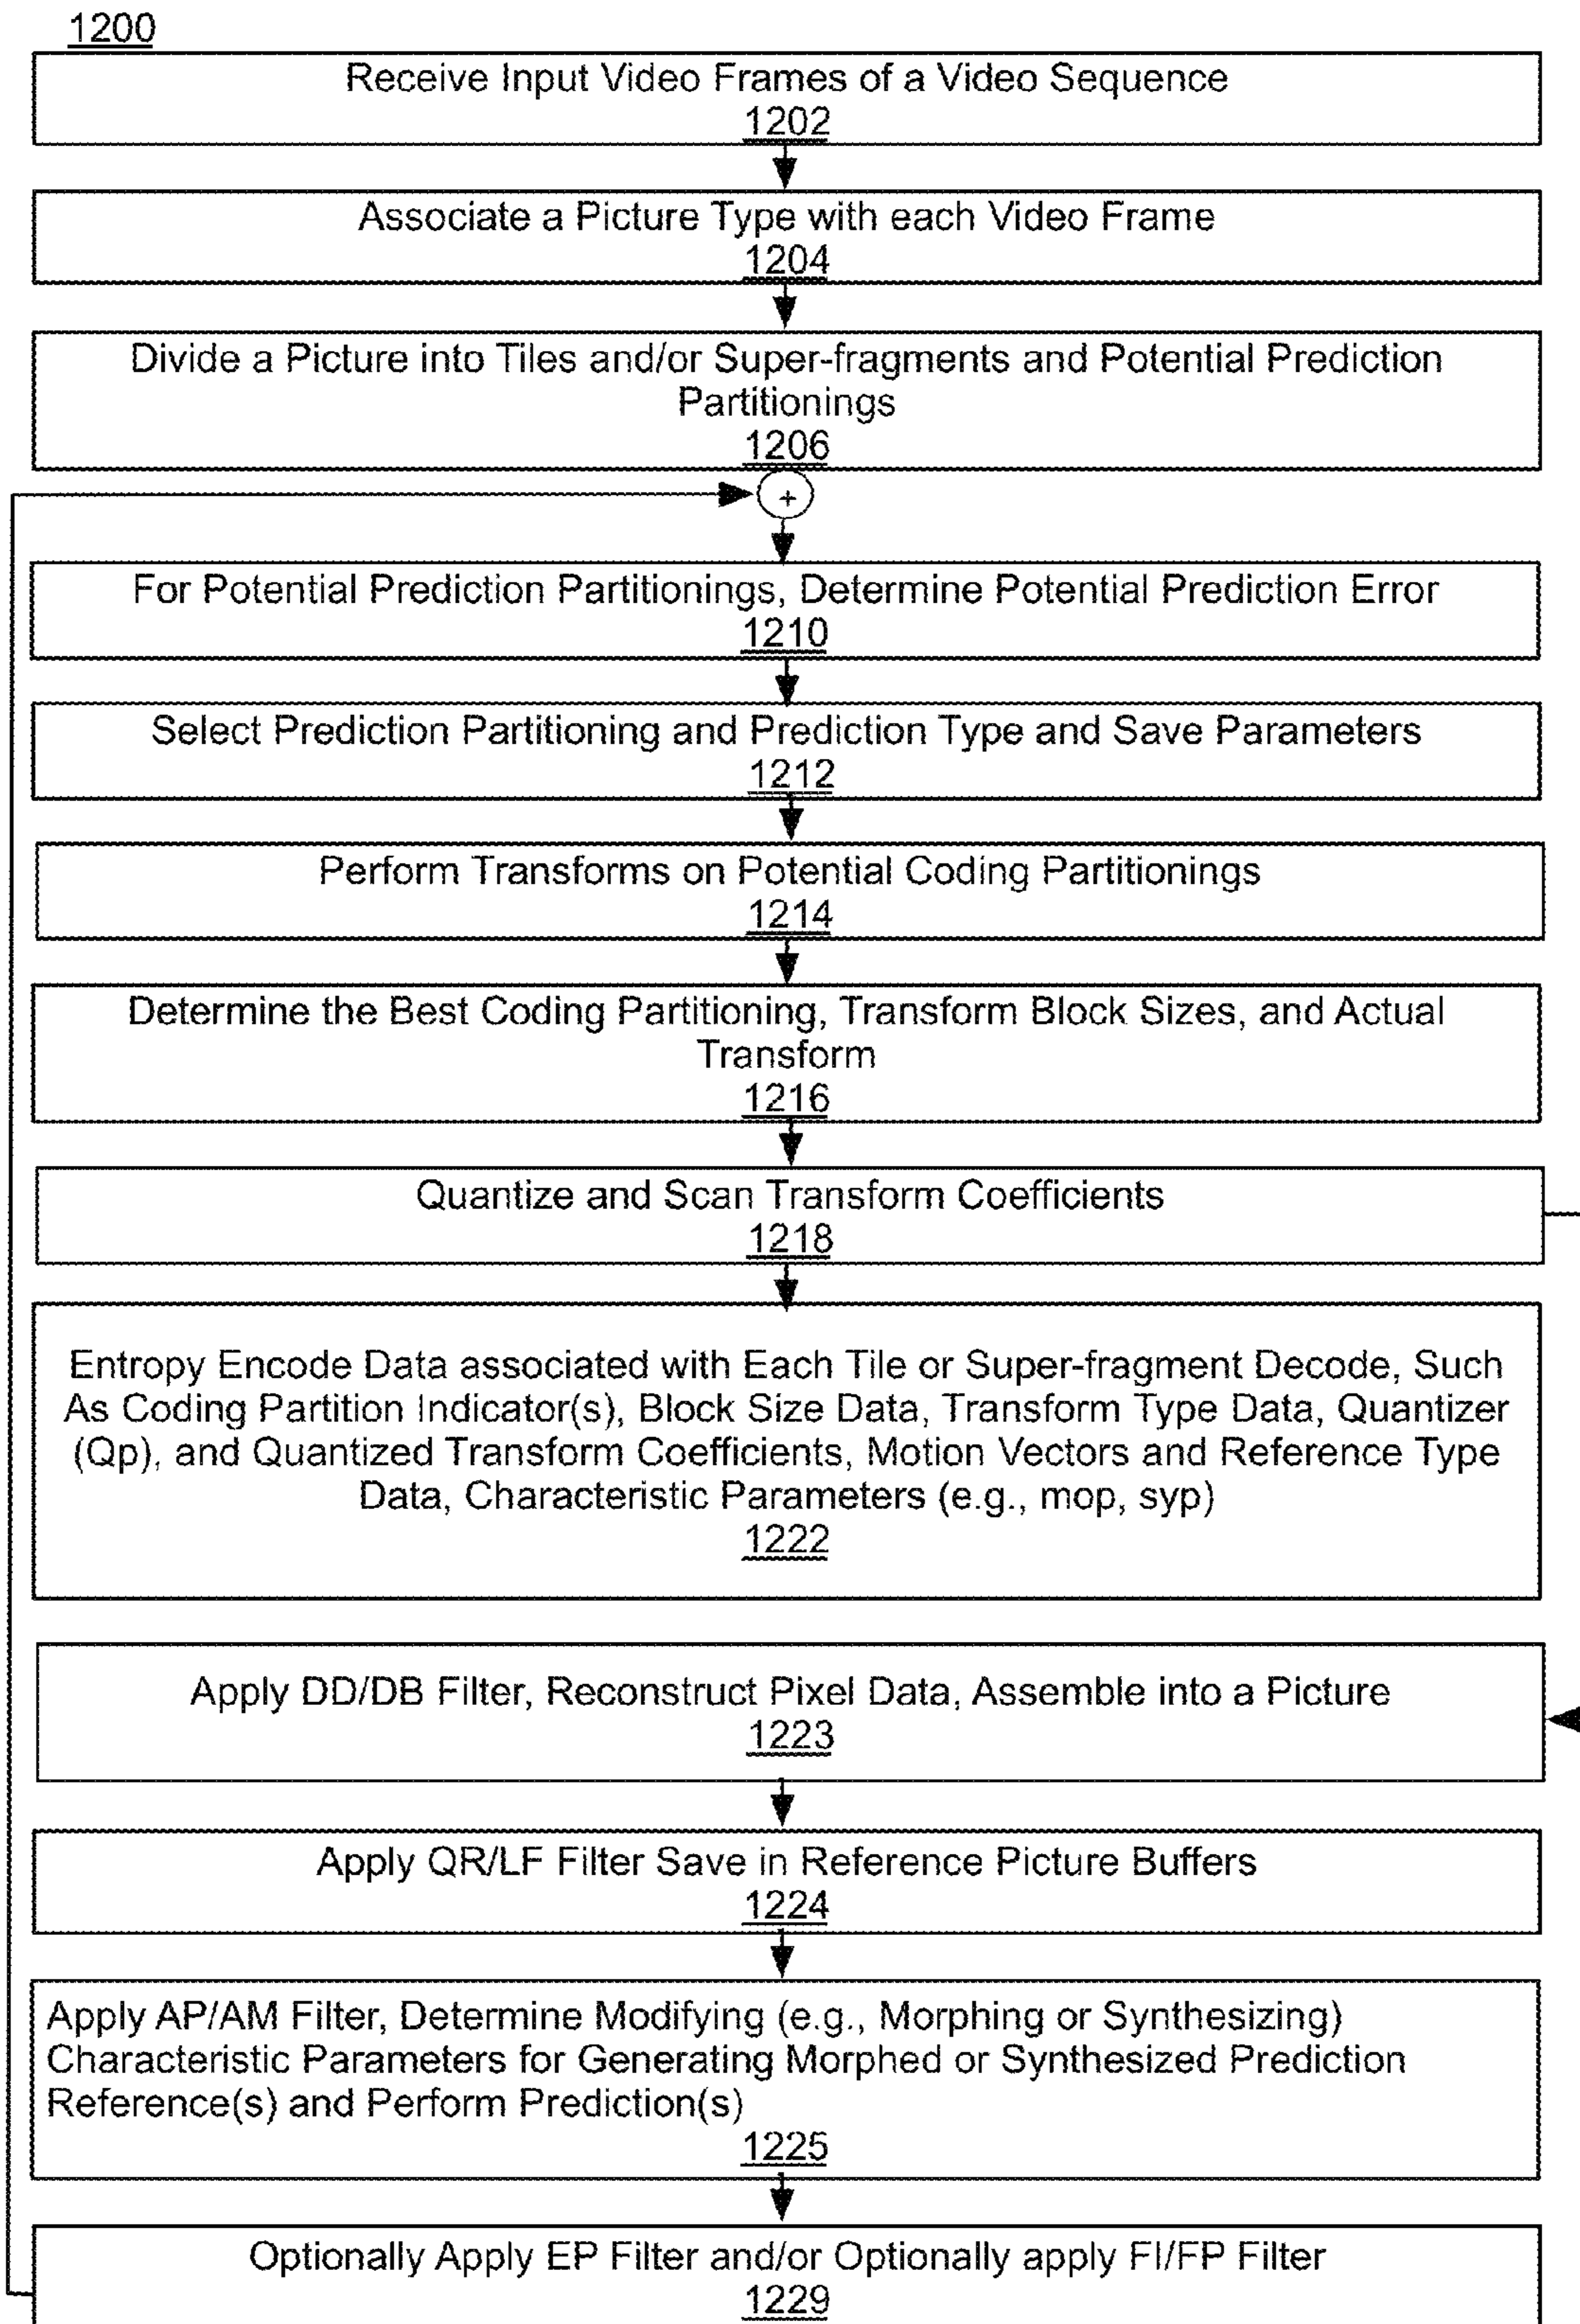 1200
Receive Input Video Frames of a Video Sequence
1202
Associate a Picture Type with each Video Frame
1204
Divide a Picture into Tiles and/or Super-fragments and Potential Prediction
Partitionings
1206
+
For Potential Prediction Partitionings, Determine Potential Prediction Error
1210
Select Prediction Partitioning and Prediction Type and Save Parameters
1212
Perform Transforms on Potential Coding Partitionings
1214
Determine the Best Coding Partitioning, Transform Block Sizes, and Actual
Transform
1216
Quantize and Scan Transform Coefficients
1218
Entropy Encode Data associated with Each Tile or Super-fragment Decode, Such
As Coding Partition Indicator(s), Block Size Data, Transform Type Data, Quantizer
(Qp), and Quantized Transform Coefficients, Motion Vectors and Reference Type
Data, Characteristic Parameters (e.g., mop, syp)
1222
Apply DD/DB Filter, Reconstruct Pixel Data, Assemble into a Picture
1223
Apply QR/LF Filter Save in Reference Picture Buffers
1224
Apply AP/AM Filter, Determine Modifying (e.g., Morphing or Synthesizing)
Characteristic Parameters for Generating Morphed or Synthesized Prediction
Reference(s) and Perform Prediction(s)
1225
Optionally Apply EP Filter and/or Optionally apply FI/FP Filter
1229